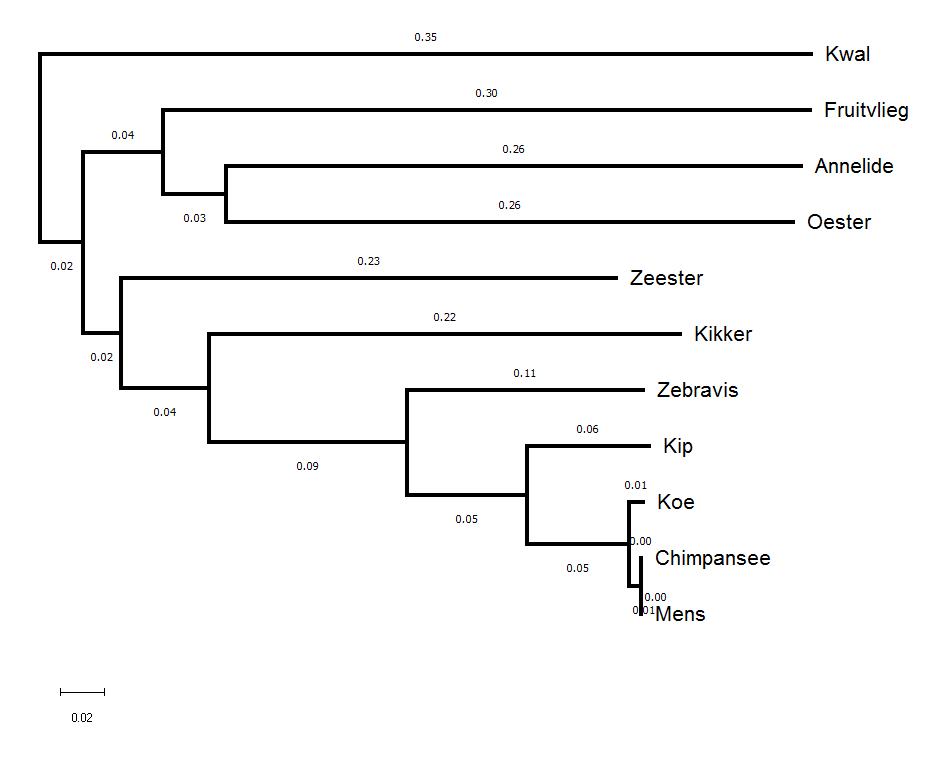 0.35
Kwal
0.30
Fruitvlieg
0.04
0.26
Annelide
0.26
0.03
Oester
0.23
0.02
Zeester
0.22
Kikker
0.02
0.11
Zebravis
0.04
0.06
Kip
0.09
0.01
Koe
0.05
0.00
Chimpansee
0.05
0.00
0.01
Mens
0.02